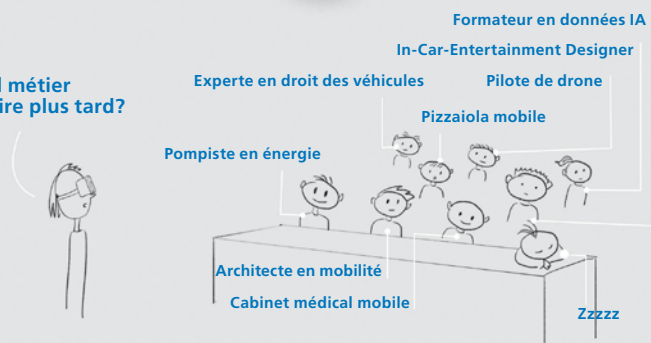 Formateur en données IA
In-Car-Entertainment Designer
Experte en droit des véhicules
Pilote de drone
métier
plus tard?
Pizzaiola mobile
Pompiste en énergie
Architecte en mobilité
Cabinet médical mobile
Zzzzz